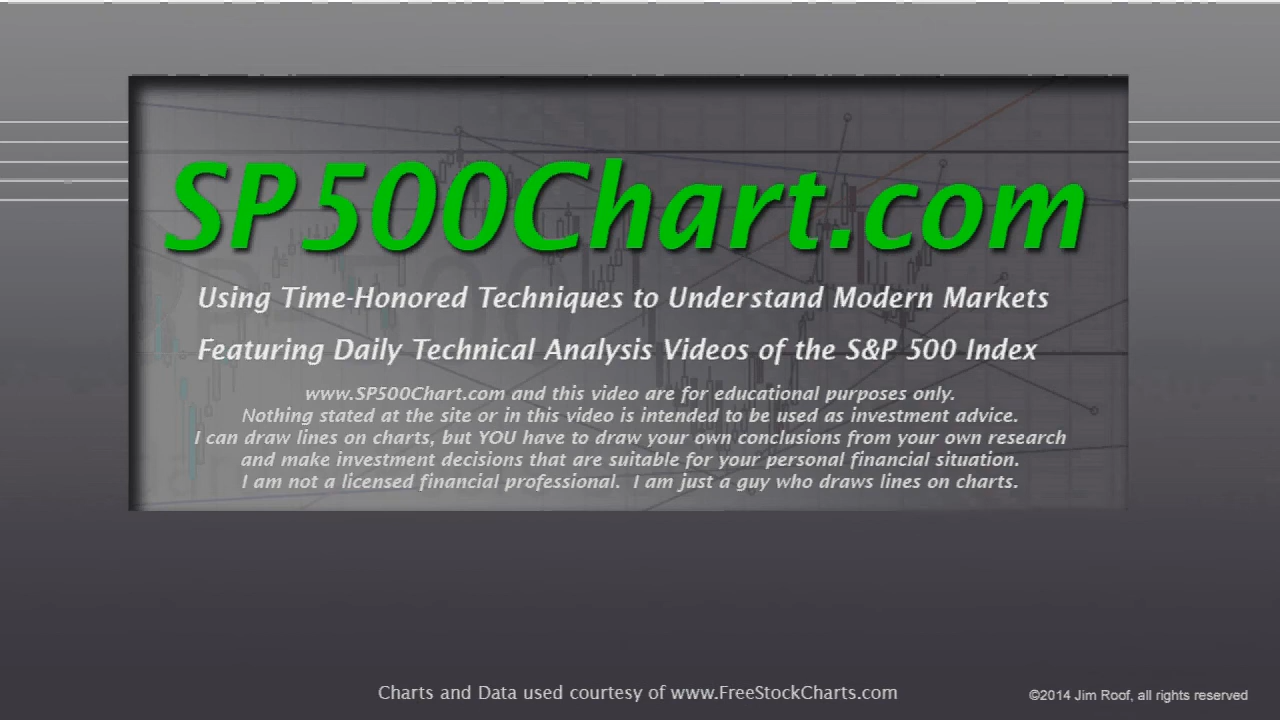 SP500Chart.com
Using Time-Honored Techniques to Understand Modern Markets
Featuring Daily Technical Analysis Videos of the S&P 500 Index
www.SP500Chart.com and this video are for educational purposes only.
Nothing stated at the site or in this video is intended to be used as investment advice.
I can draw lines on charts, but YOU have to draw your own conclusions from your own research
and make investment decisions that are suitable for your personal financial situation.
I am not a licensed financial professional.  I am just a guy who draws lines on charts.
Charts and Data used courtesy of www.FreeStockCharts.com
©2014 Jim Roof, all rights reserved